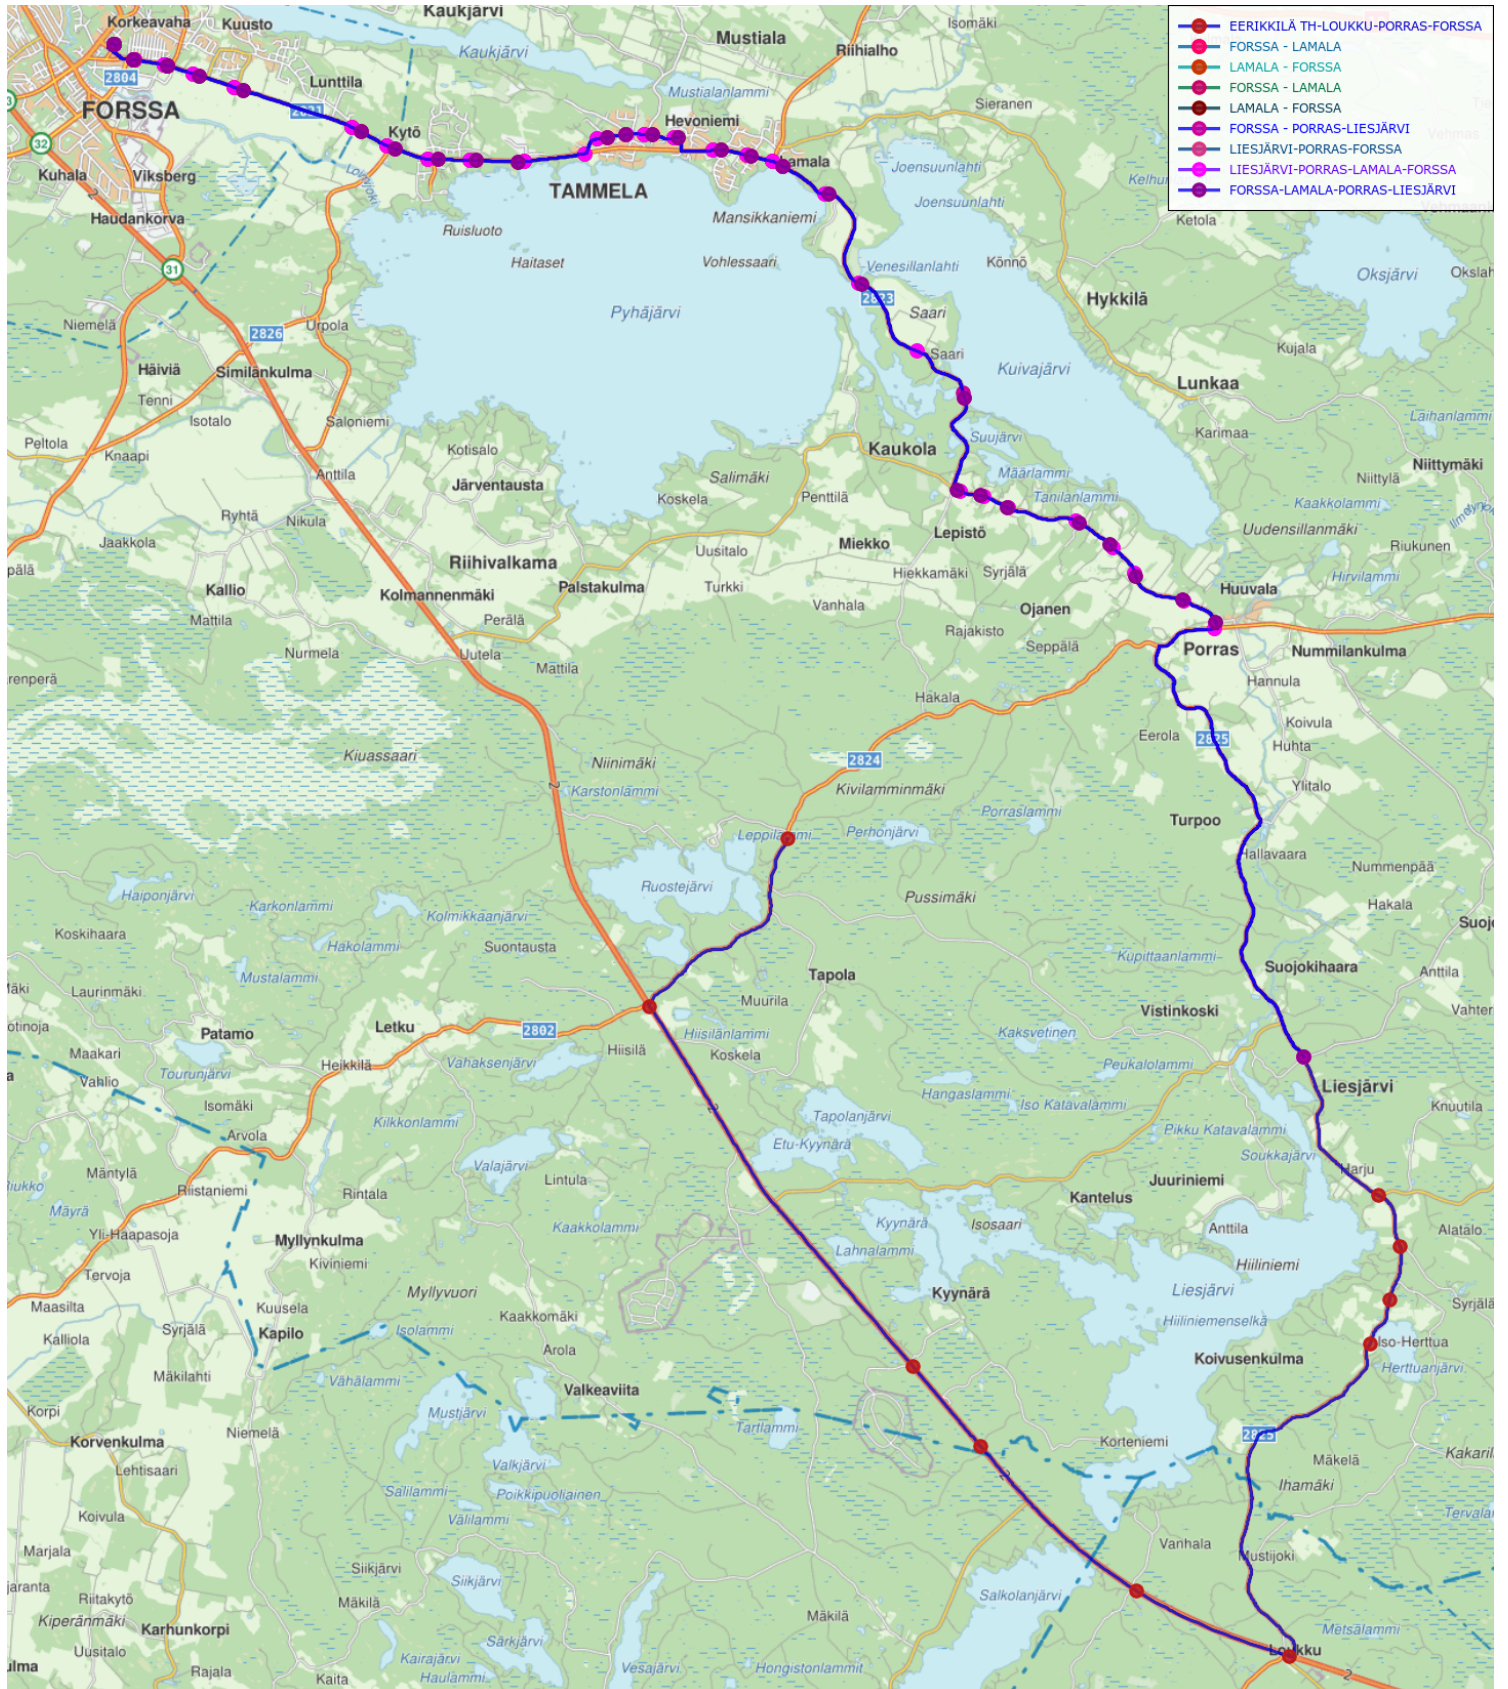 EERIKKILÄ TH-LOUKKU-PORRAS-FORSSA
FORSSA - LAMALA
LAMALA - FORSSA
FORSSA - LAMALA
LAMALA - FORSSA
FORSSA - PORRAS-LIESJÄRVI
LIESJÄRVI-PORRAS-FORSSA
LIESJÄRVI-PORRAS-LAMALA-FORSSA
FORSSA-LAMALA-PORRAS-LIESJÄRVI
Kaukjärvi
Korkeavaha
Kuusto
Mustiala
Isomäki
Kaukjärvi
Riihialho
2804
Lunttila
Mustialanlammi
Sieranen
FORSSA
Hevoniemi
32
Kytö
Lamala
Joensuunlahti
Kuhala
Viksberg
2
TAMMELA
Joensuunlahti
Haudankorva
Ruisluoto
Mansikkaniemi
Ketola
Haitaset
Vohlessaari
Venesillanlahti
Könnö
Oksjärvi
31
2823
Hykkilä
Pyhäjärvi
Saari
Niemelä
Urpola
2826
Saari
Kujala
Häiviä
Similänkulma
Kuivajärvi
Lunkaa
Tenni
Isotalo
Saloniemi
Laihanlammi
Peltola
Knaapi
Kotisalo
Kaukola
Suujärvi
Karimaa
Anttila
Järventausta
Salimäki
Määrlammi
Niittymäki
Niittylä
Koskela
Penttilä
Tanilanlammi
Kaakkolammi
Ryhtä
Nikula
Lepistö
Uudensillanmäki
Jaakkola
Miekko
Uusitalo
Riukunen
Riihivalkama
Hiekkamäki
Syrjälä
Hirvilammi
Kallio
Kolmannenmäki
Palstakulma
Turkki
Huuvala
Mattila
Perälä
Vanhala
Ojanen
Rajakisto
Nurmela
Uutela
Mattila
Seppälä
Porras
Nummilankulma
Hakala
Hannula
Koivula
Kiuassaari
Niinimäki
2824
Eerola
2825
Huhta
Karstonlammi
Kivilamminmäki
Ylitalo
2
Porraslammi
Turpoo
Perhonjärvi
Hallavaara
Nummenpää
Haiponjärvi
Ruostejärvi
Karkonlammi
Pussimäki
Hakala
Kolmikkaanjärvi
Koskihaara
Hakolammi
Suontausta
Küpittaanlammi
Suojokihaara
Mustalammi
Tapola
Anttila
Laurinmäki
Muurila
Vistinkoski
Patamo
Letku
2802
Hiisilänlammi
Kaksvetinen
Maakari
Heikkilä
Vahaksenjärvi
Hiisilä
Koskela
Peukalolammi
Tourunjärvi
Vahlio
Liesjärvi
Isomäki
Hangaslammi
Iso Katavalammi
Knuutila
2
Tapolanjärvi
Kilkkonlammi
Arvola
Etu-Kyynärä
Pikku Katavalammi
Soukkajärvi
Mäntylä
Valajärvi
Harju
Riistaniemi
Rintala
Lintula
Juuriniemi
Kantelus
Mäyrä
Kaakkolammi
Kyynärä
Isosaari
Anttila
Alatalo
Yli-Haapasoja
Myllynkulma
Lahnalammi
Kiviniemi
Hiiliniemi
Tervoja
Myllyvuori
Kyynärä
Liesjärvi
Maasilta
Kuusela
Kaakkomäki
Hiiliniemenselkä
Kalliola
Syrjälä
Kapilo
Isolammi
Arola
Iso-Herttua
Koivusenkulma
Herttuanjärvi
Mäkilahti
Vähälammi
Valkeaviita
Korpi
Mustjärvi
Tartlammi
2825
Korvenkulma
Niemelä
Korteniemi
Mäkelä
Lehtisaari
Valkjärvi
2
Ihamäki
Salilammi
Poikkipuoliainen
Koivula
Välilammi
Marjala
Vanhala
Mustijoki
Siikjärvi
Siikjärvi
Salkolanjärvi
Riitakytö
Mäkilä
Kiperänmäki
Mäkilä
Karhunkorpi
Metsälammi
Uusitalo
Särkjärvi
Loukku
Kairajärvi
Rajala
Kaita
Haulammi
Vesajärvi
Hongistonlammit
2